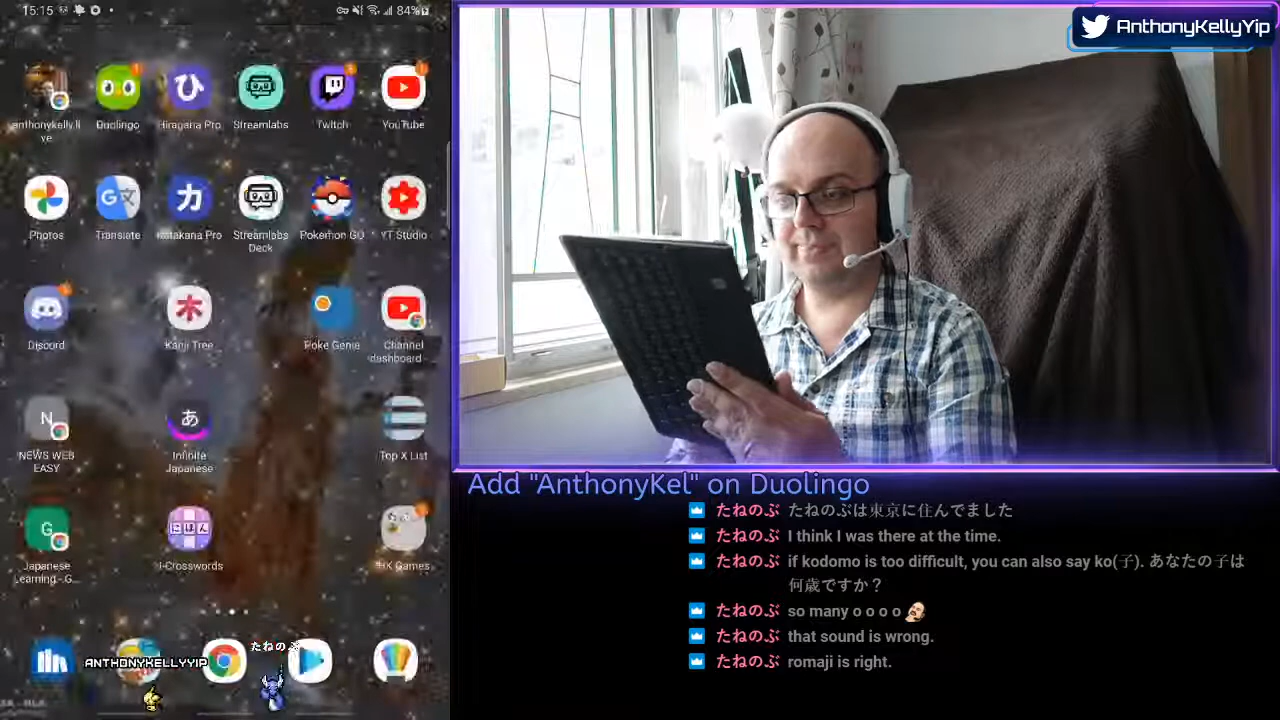 15:15
84%
AnthonyKellyYip
anthonykelly.li
ve
Duolingo
Hiragana Pro
Streamlabs
Twitch
YouTube
Photos
Translate
Katakana Pro
Streamlabs
Deck
Pokémon GO
YT Studio
Discord
Kanji Tree
Poke Genie
Channel
dashboard -
NEWS WEB
EASY
Infinite
Japanese
Top X List
Japanese
Learning - G...
HK Games
ANTHONYKELLYYIP
たねのぶ
Add "AnthonyKel" on Duolingo
たねのぶ たねのぶは東京に住んでました
たねのぶ I think I was there at the time.
たねのぶ if kodomo is too difficult, you can also say ko(子). あなたの子は
何歳ですか？
たねのぶ so many o o o o
たねのぶ that sound is wrong.
たねのぶ romaji is right.